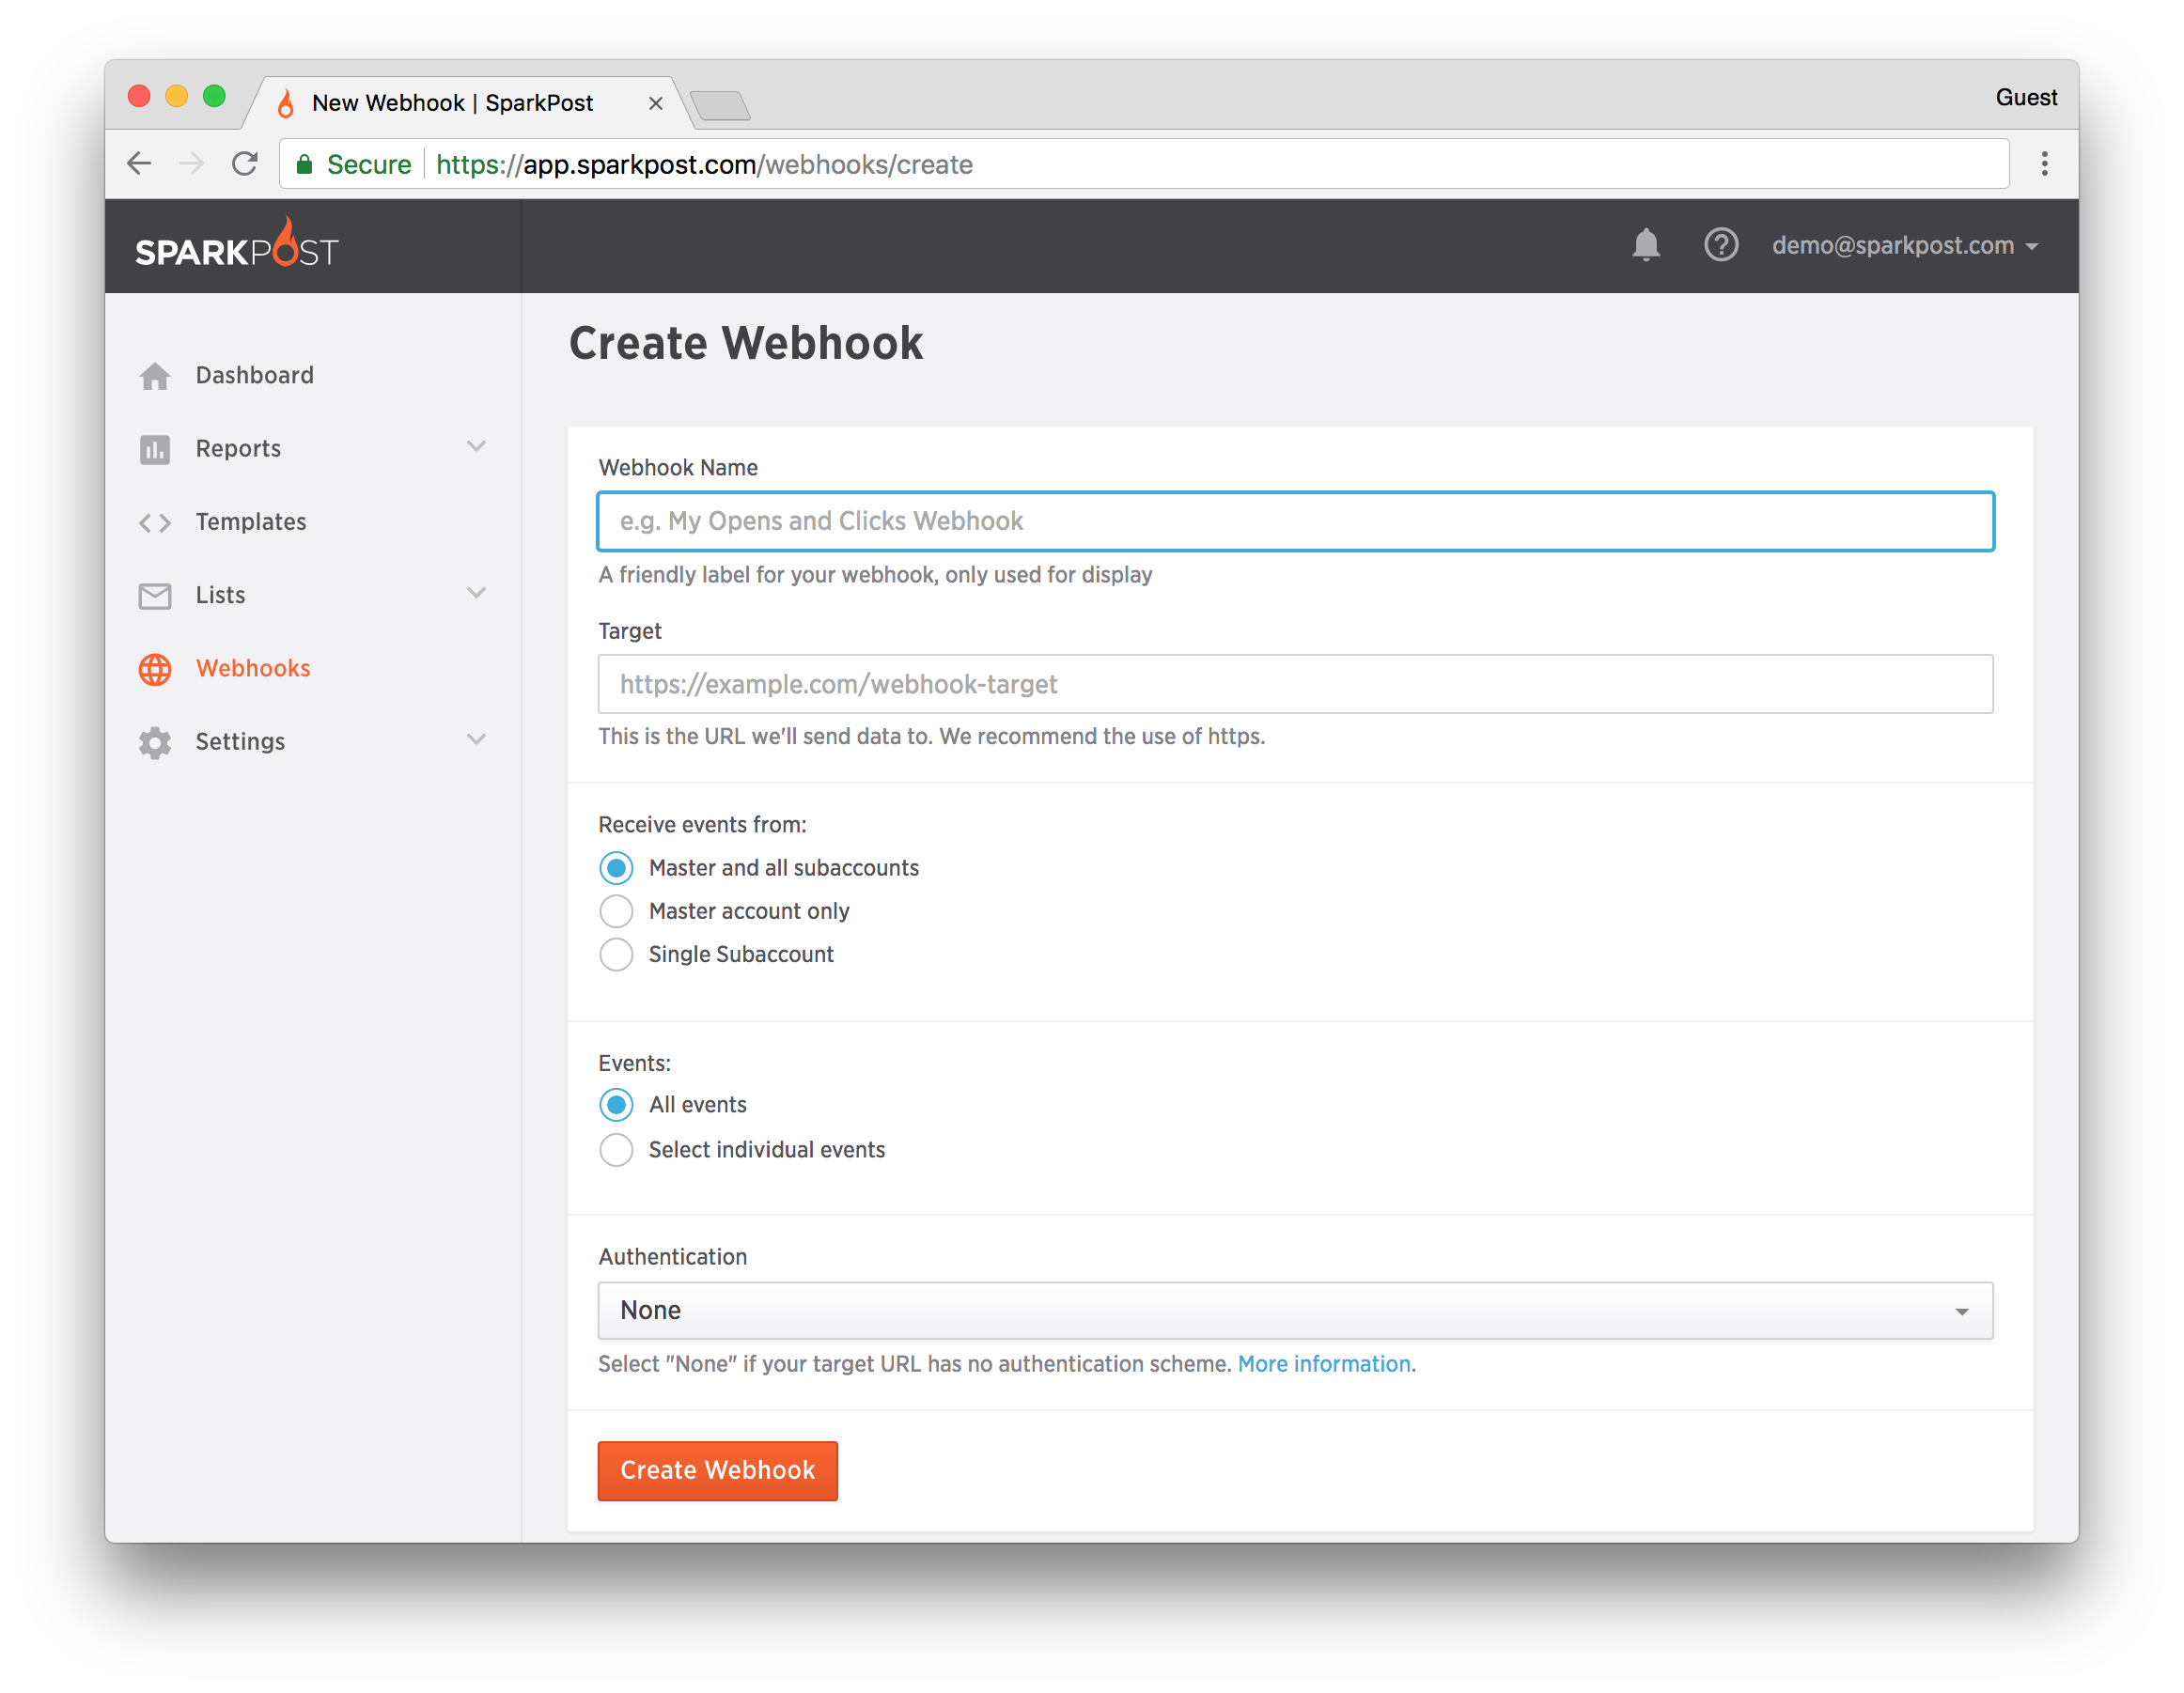 New Webhook | SparkPost
Guest
Secure https://app.sparkpost.com/webhooks/create
SPARKPOST
demo@sparkpost.com
Dashboard
Reports
Templates
Lists
Webhooks
Settings
Create Webhook
Webhook Name
e.g. My Opens and Clicks Webhook
A friendly label for your webhook, only used for display
Target
https://example.com/webhook-target
This is the URL we'll send data to. We recommend the use of https.
Receive events from:
Master and all subaccounts
Master account only
Single Subaccount
Events:
All events
Select individual events
Authentication
None
Select "None" if your target URL has no authentication scheme. More information.
Create Webhook